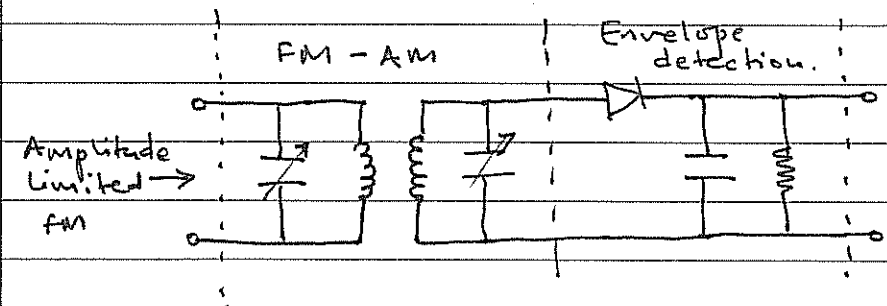 FM - AM
Envelope
detection.
Amplitude
limited →
fM